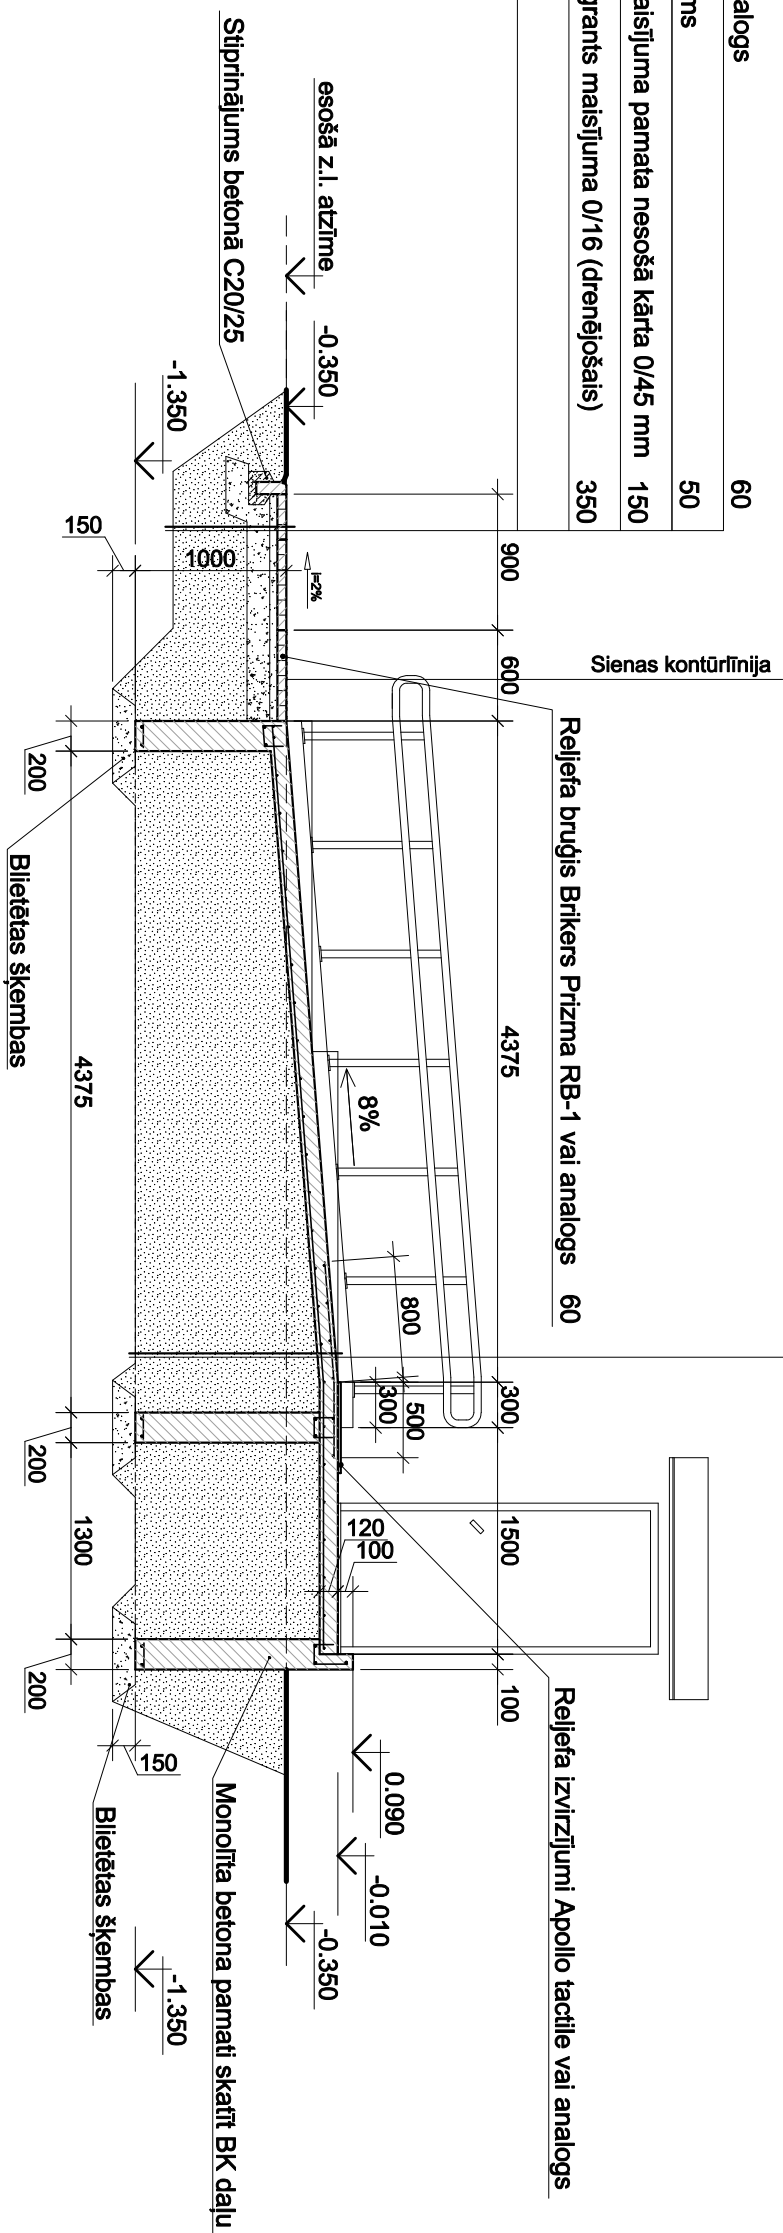 alogs 60
ms 50
aisījuma pamata nesošā kārta 0/45 mm 150
grants maisījuma 0/16 (drenējošais) 350
Sienas kontūrlīnija
Reljefa bruģis Brikers Prizma RB-1 vai analogs 60
Reljefa izvirzījumi Apollo tactile vai analogs
900
600
4375
300
1500
100
800
500
300
8%
120
100
esošā z.l. atzīme
-0.350
i=2%
0.090
-0.010
-0.350
Stiprinājums betonā C20/25
Monolīta betona pamati skatīt BK daļu
-1.350
1000
150
150
-1.350
Blietētas šķembas
4375
1300
200
200
200
Blietētas šķembas